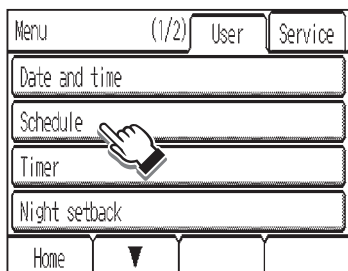 Menu (1/2) User Service
Date and time
Schedule
Timer
Night setback
Home ▼